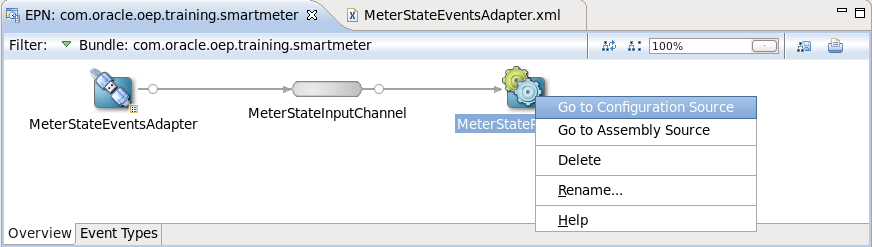 EPN: com.oracle.oep.training.smartmeter MeterStateEventsAdapter.xml
Filter: Bundle: com.oracle.oep.training.smartmeter 100%
MeterStateEventsAdapter
MeterStateInputChannel
Go to Configuration Source
Go to Assembly Source
Delete
Rename...
Help
Overview Event Types